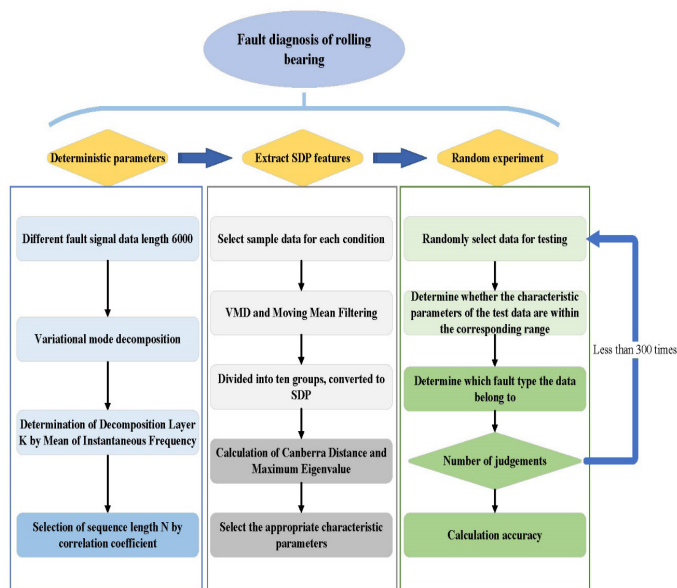 Fault diagnosis of rolling
bearing
Deterministic parameters
Extract SDP features
Random experiment
Different fault signal data length 6000
Variational mode decomposition
Determination of Decomposition Layer
K by Mean of Instantaneous Frequency
Selection of sequence length N by
correlation coefficient
Select sample data for each condition
VMD and Moving Mean Filtering
Divided into ten groups, converted to
SDP
Calculation of Canberra Distance and
Maximum Eigenvalue
Select the appropriate characteristic
parameters
Randomly select data for testing
Determine whether the characteristic
parameters of the test data are within
the corresponding range
Determine which fault type the data
belong to
Number of judgements
Calculation accuracy
Less than 300 times